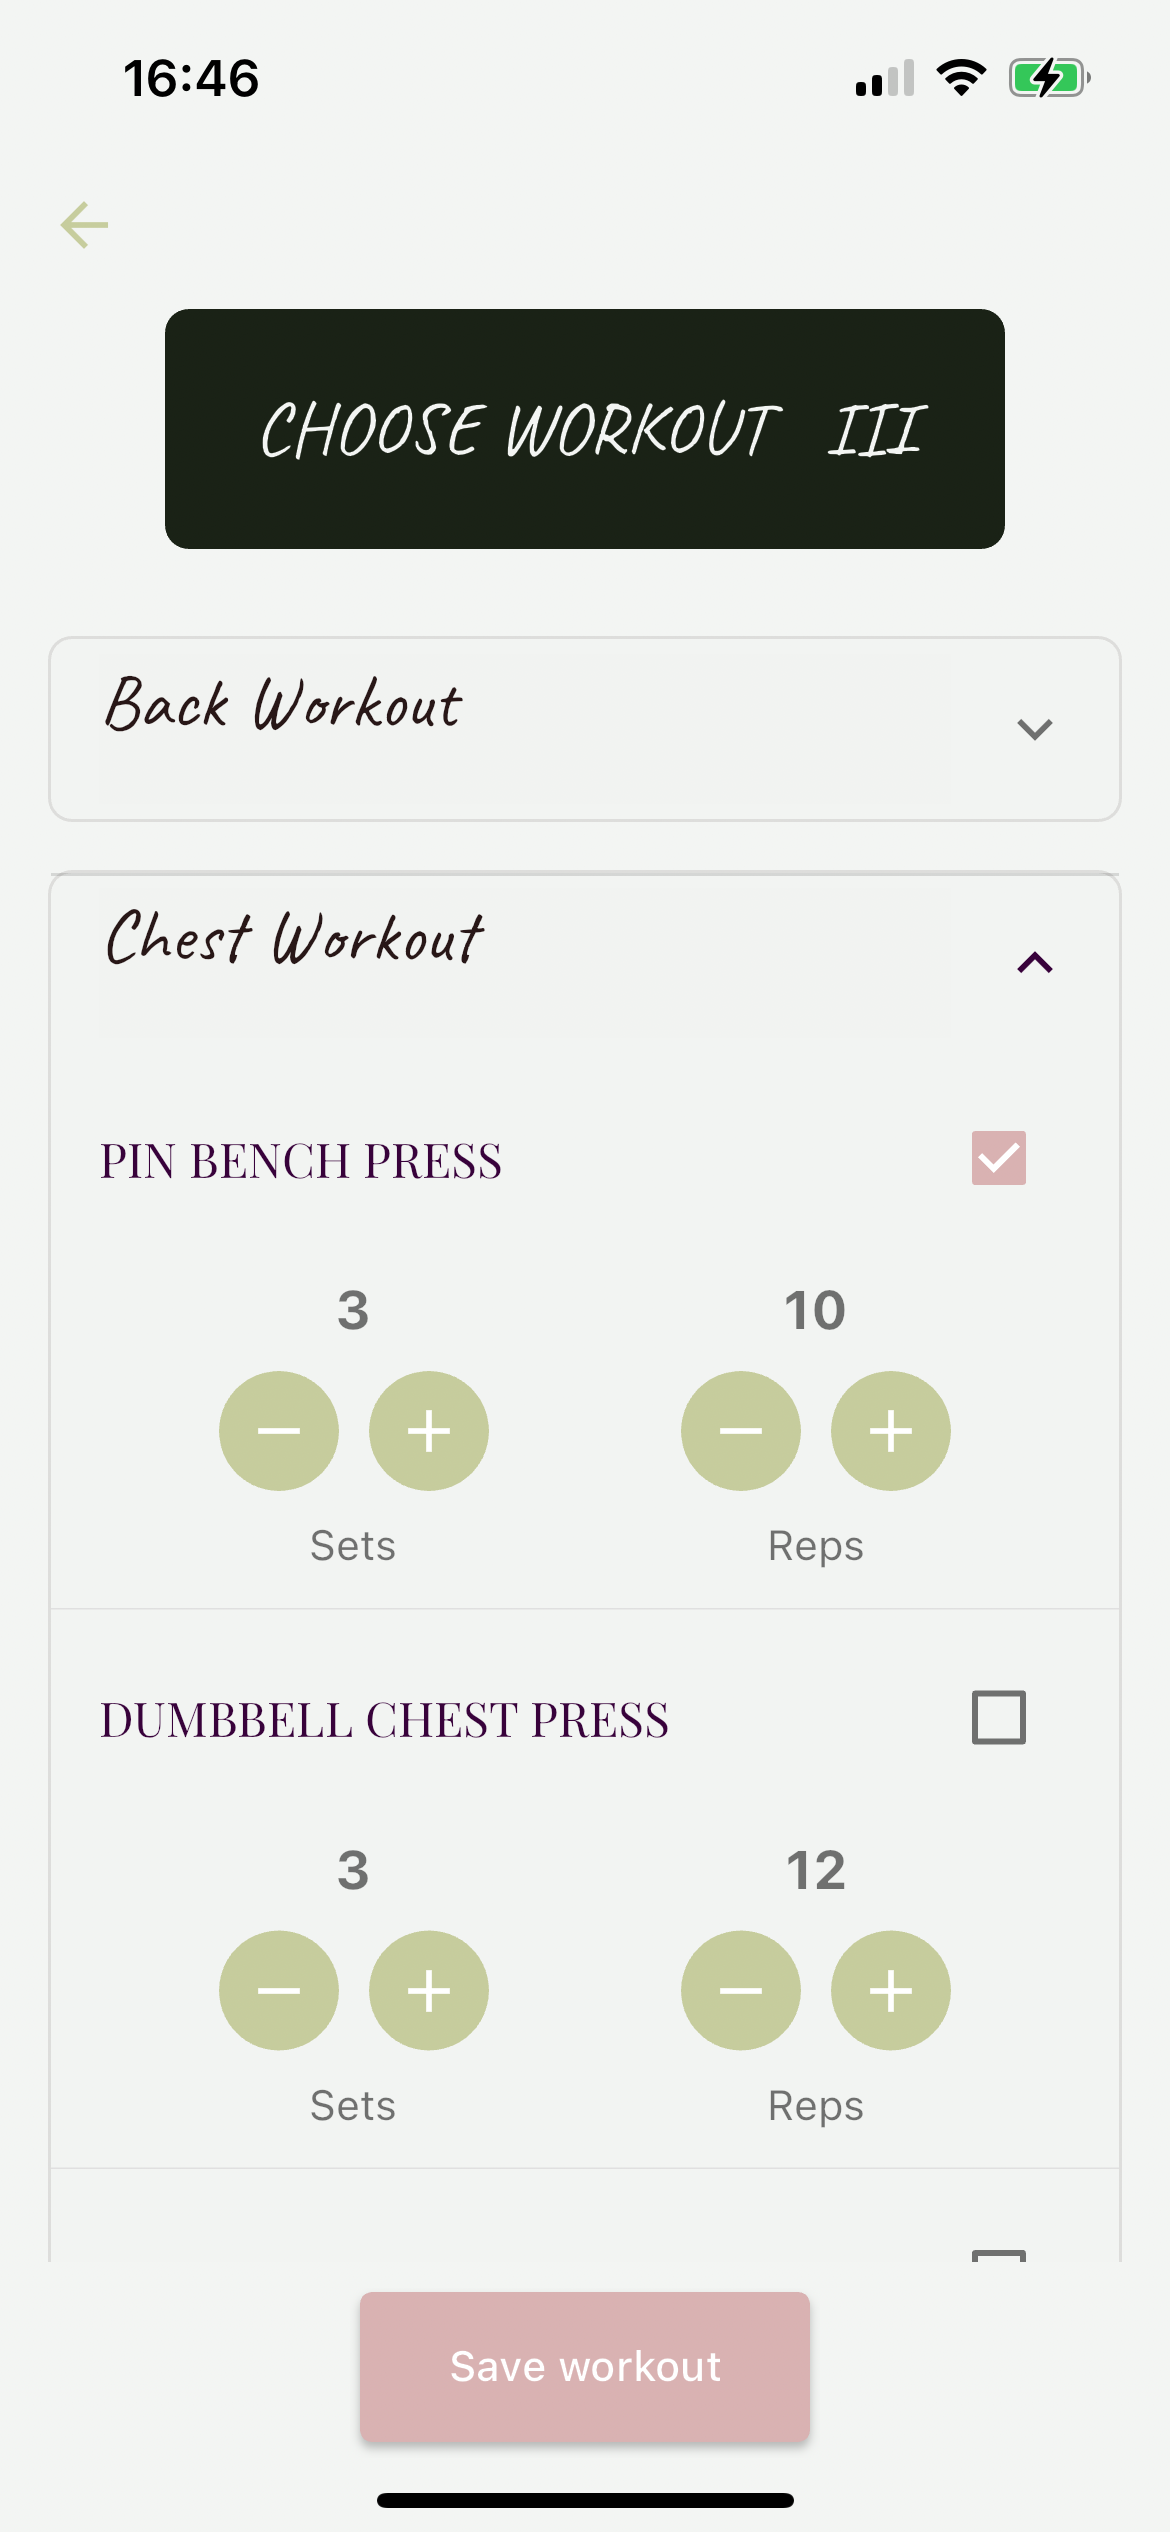 16:46
CHOOSE WORKOUT III
Back Workout
Chest Workout
PIN BENCH PRESS
3 10
Sets Reps
DUMBBELL CHEST PRESS
3 12
Sets Reps
Save workout